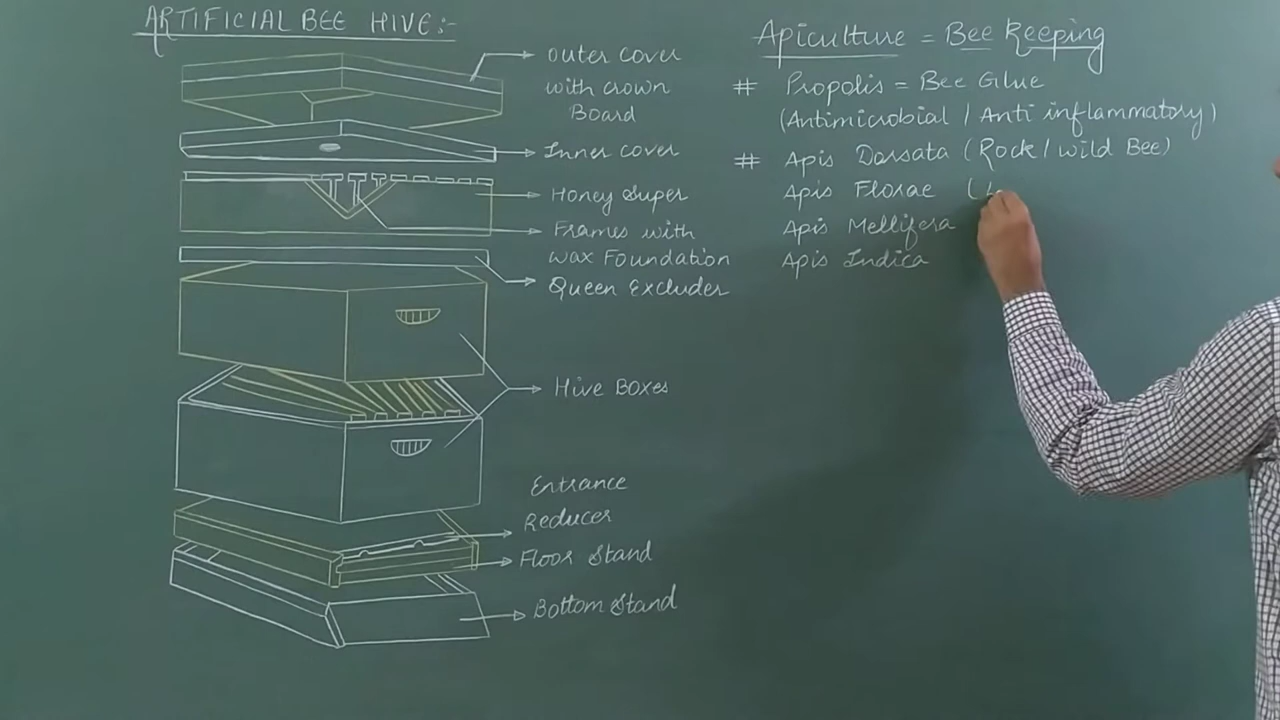 ARTIFICIAL BEE HIVE:-
Outer Cover
with Crown
Board
Inner Cover
Honey Super
Frames with
Wax Foundation
Queen Excluder
Hive Boxes
Entrance
Reducer
Floor Stand
Bottom Stand
Apiculture = Bee Keeping
# Propolis = Bee Glue
(Antimicrobial / Anti inflammatory)
# Apis Dorsata (Rock / Wild Bee)
Apis Florae (
Apis Mellifera
Apis Indica